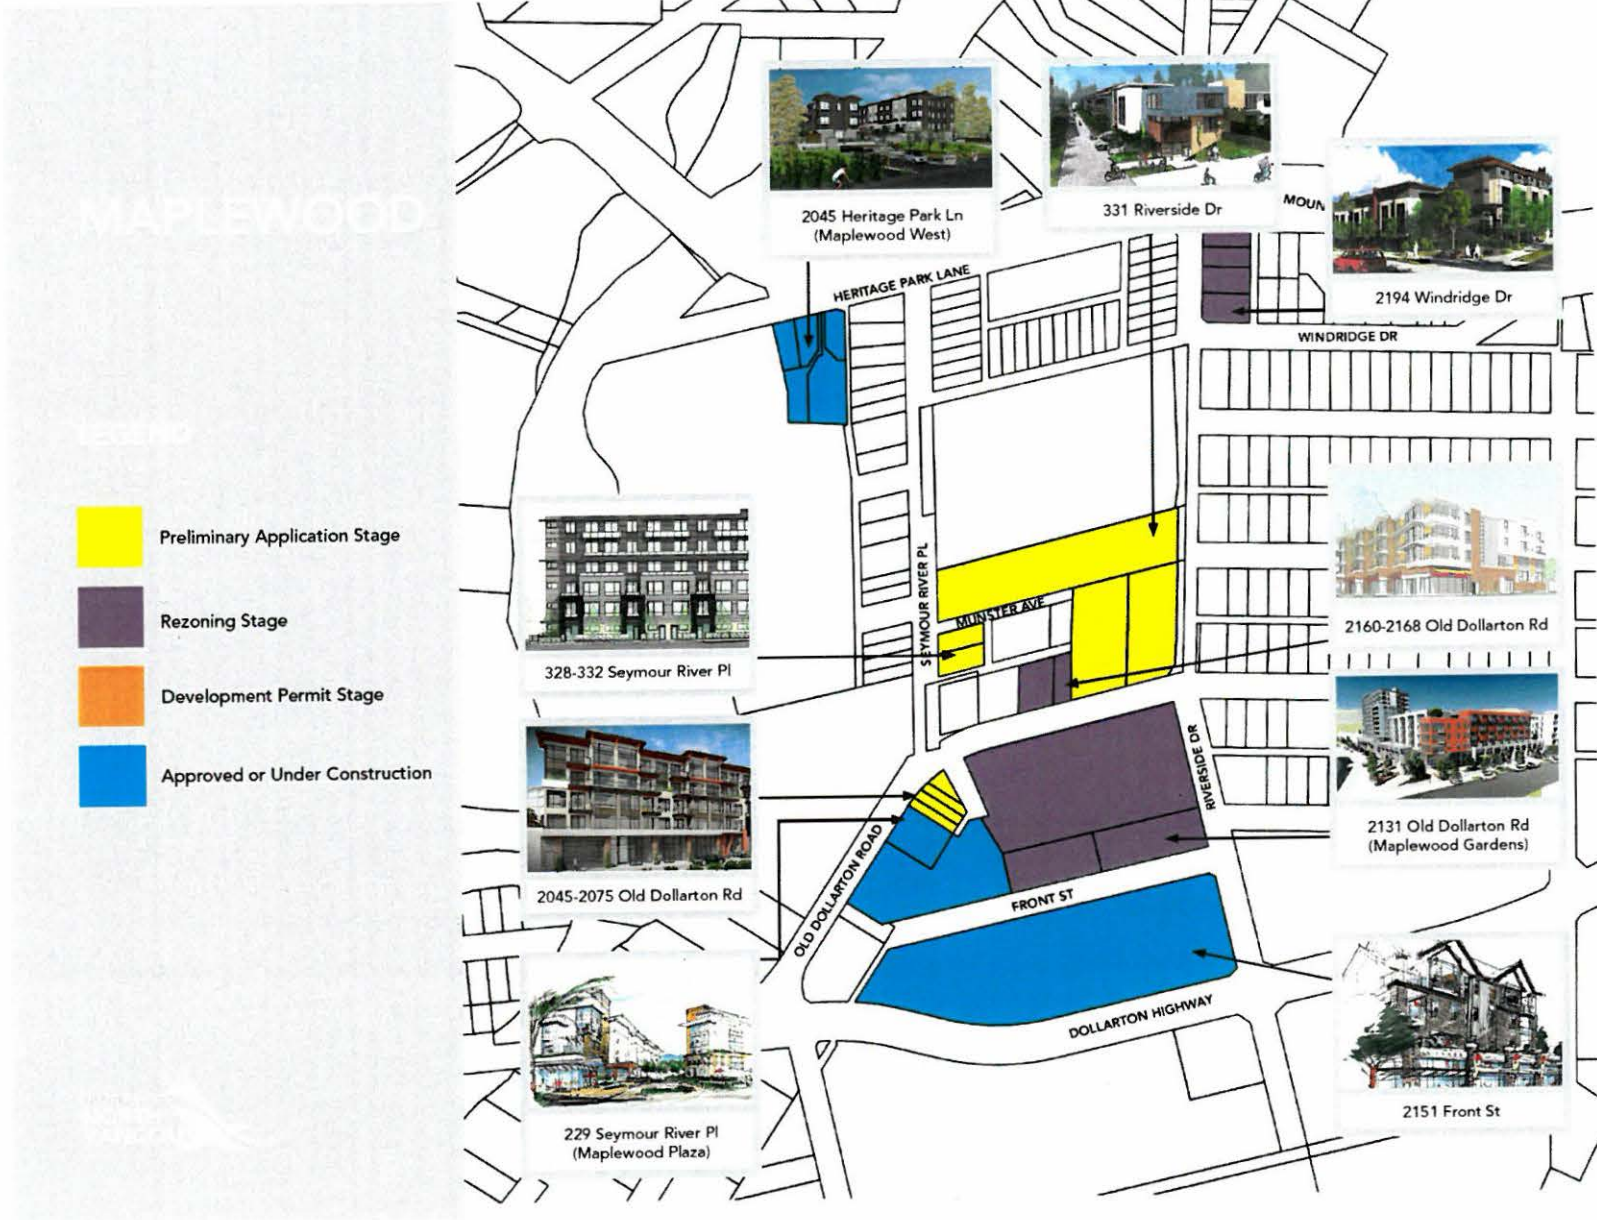 MAPLEWOOD
LEGEND
Preliminary Application Stage
Rezoning Stage
Development Permit Stage
Approved or Under Construction
2045 Heritage Park Ln
(Maplewood West)
331 Riverside Dr
MOUN
2194 Windridge Dr
HERITAGE PARK LANE
WINDRIDGE DR
SEYMOUR RIVER PL
MUNSTER AVE
328-332 Seymour River Pl
2160-2168 Old Dollarton Rd
RIVERSIDE DR
2131 Old Dollarton Rd
(Maplewood Gardens)
2045-2075 Old Dollarton Rd
OLD DOLLARTON ROAD
FRONT ST
DOLLARTON HIGHWAY
229 Seymour River Pl
(Maplewood Plaza)
2151 Front St